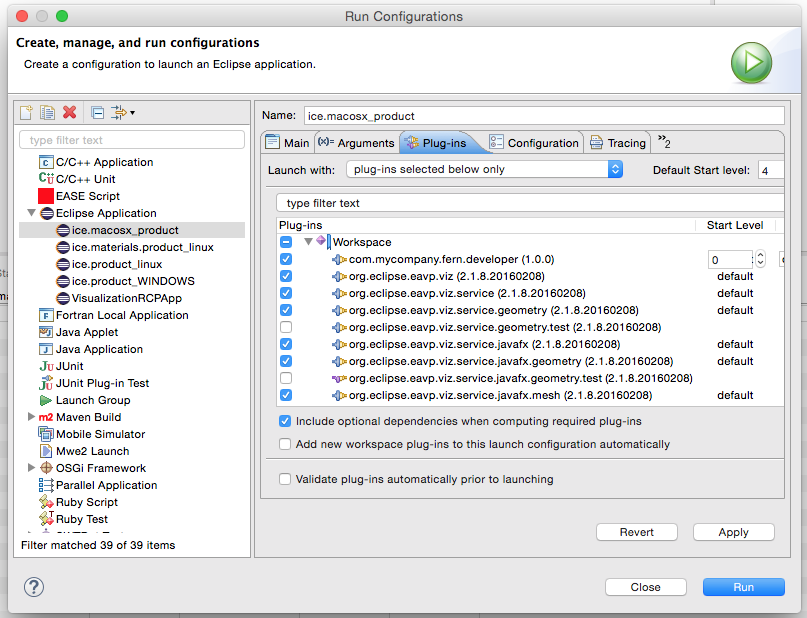 Run Configurations
Create, manage, and run configurations
Create a configuration to launch an Eclipse application.
type filter text
C/C++ Application
C/C++ Unit
EASE Script
Eclipse Application
ice.macosx_product
ice.materials.product_linux
ice.product_linux
ice.product_WINDOWS
VisualizationRCPApp
Fortran Local Application
Java Applet
Java Application
JUnit
JUnit Plug-in Test
Launch Group
Maven Build
Mobile Simulator
Mwe2 Launch
OSGi Framework
Parallel Application
Ruby Script
Ruby Test
Filter matched 39 of 39 items
Name: ice.macosx_product
Main Arguments Plug-ins Configuration Tracing »2
Launch with: plug-ins selected below only Default Start level: 4
type filter text
Plug-ins Start Level
Workspace
com.mycompany.fern.developer (1.0.0) 0
org.eclipse.eavp.viz (2.1.8.20160208) default
org.eclipse.eavp.viz.service (2.1.8.20160208) default
org.eclipse.eavp.viz.service.geometry (2.1.8.20160208) default
org.eclipse.eavp.viz.service.geometry.test (2.1.8.20160208)
org.eclipse.eavp.viz.service.javafx (2.1.8.20160208) default
org.eclipse.eavp.viz.service.javafx.geometry (2.1.8.20160208) default
org.eclipse.eavp.viz.service.javafx.geometry.test (2.1.8.20160208)
org.eclipse.eavp.viz.service.javafx.mesh (2.1.8.20160208) default
Include optional dependencies when computing required plug-ins
Add new workspace plug-ins to this launch configuration automatically
Validate plug-ins automatically prior to launching
Revert Apply
? Close Run